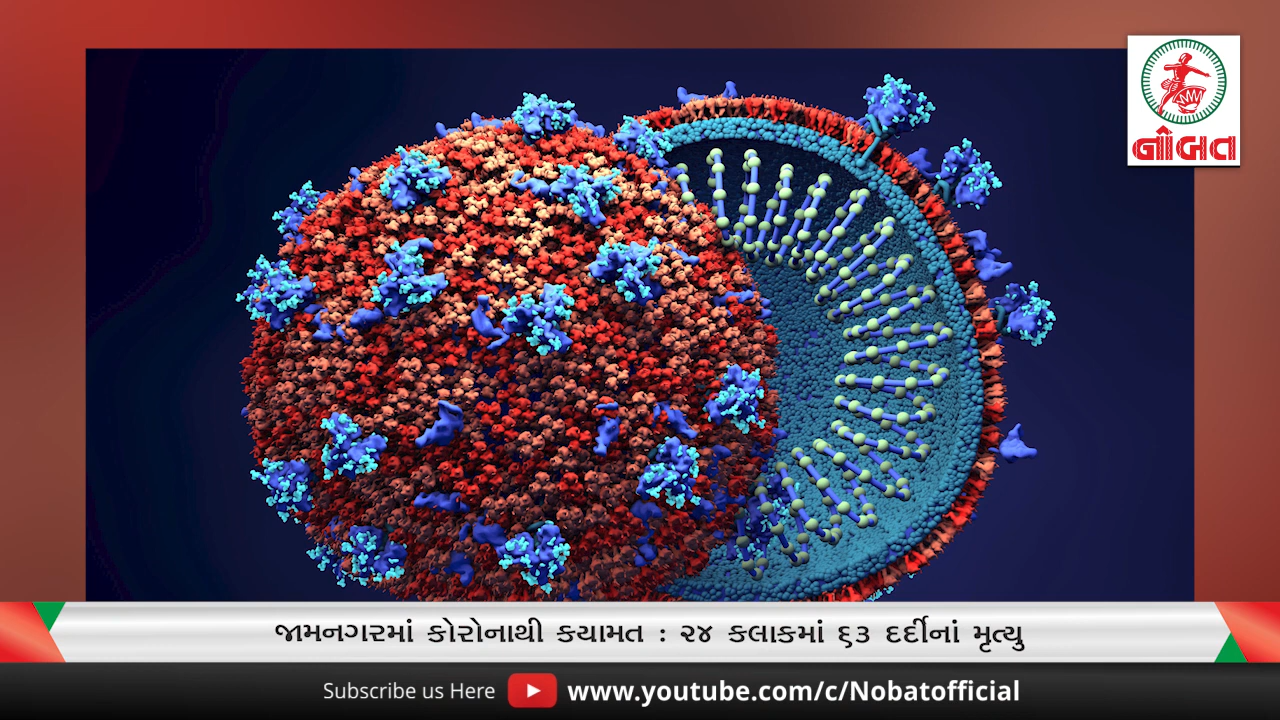 નોબત
જામનગરમાં કોરોનાથી કયામત : ૨૪ કલાકમાં ૬૩ દર્દીનાં મૃત્યુ
Subscribe us Here www.youtube.com/c/Nobatofficial